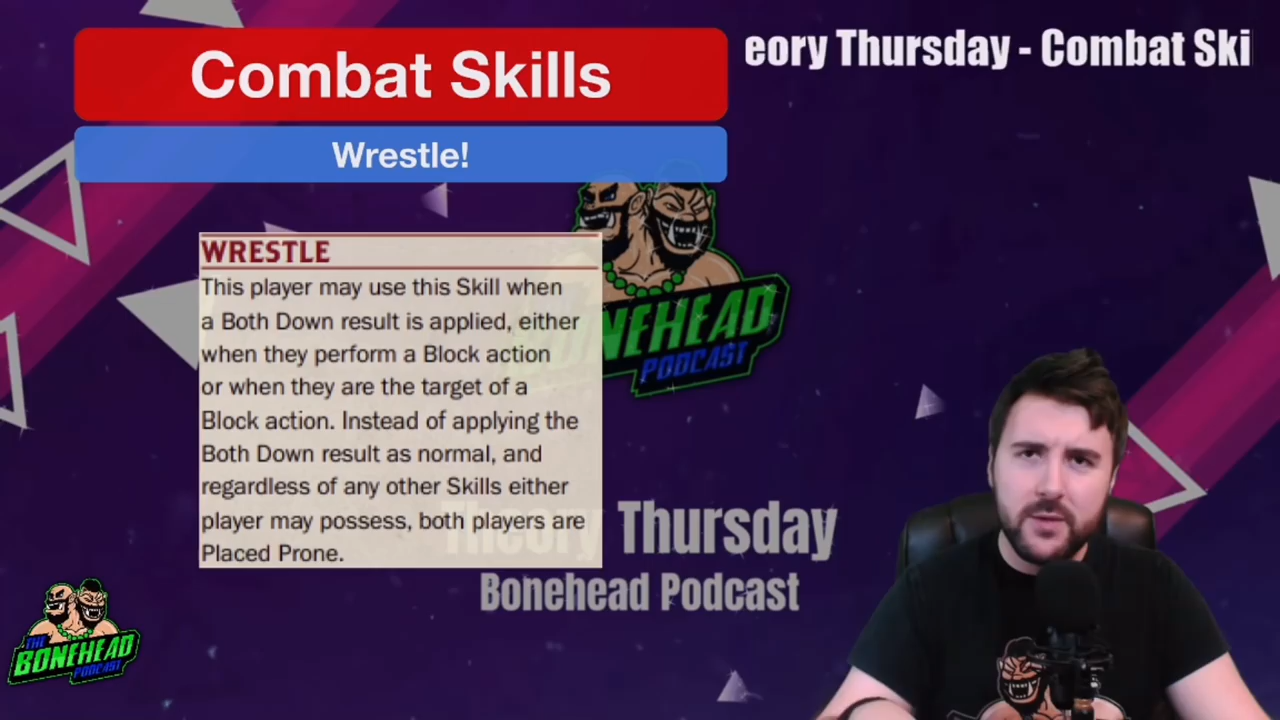 Combat Skills
eory Thursday - Combat Ski
Wrestle!
WRESTLE
This player may use this Skill when
a Both Down result is applied, either
when they perform a Block action
or when they are the target of a
Block action. Instead of applying the
Both Down result as normal, and
regardless of any other Skills either
player may possess, both players are
Placed Prone.
BONEHEAD
PODCAST
Theory Thursday
Bonehead Podcast
THE
BONEHEAD
PODCAST